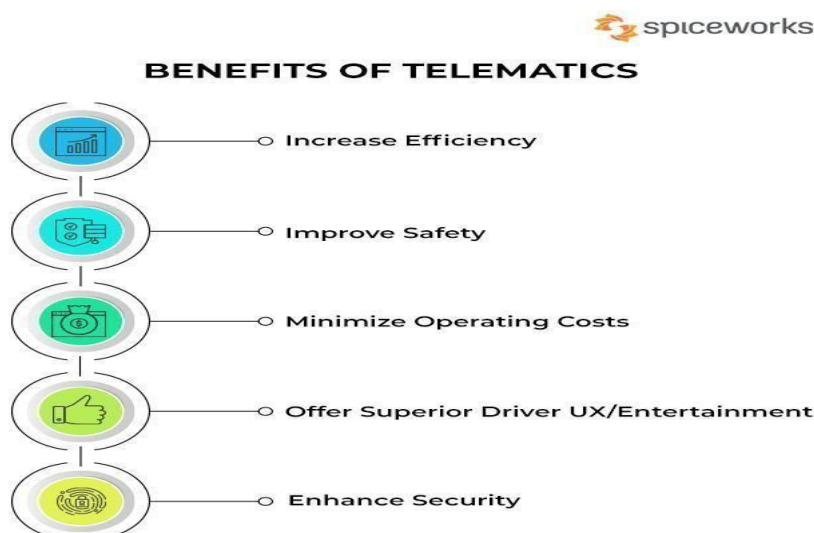 spiceworks
BENEFITS OF TELEMATICS
Increase Efficiency
Improve Safety
Minimize Operating Costs
$
Offer Superior Driver UX/Entertainment
Enhance Security